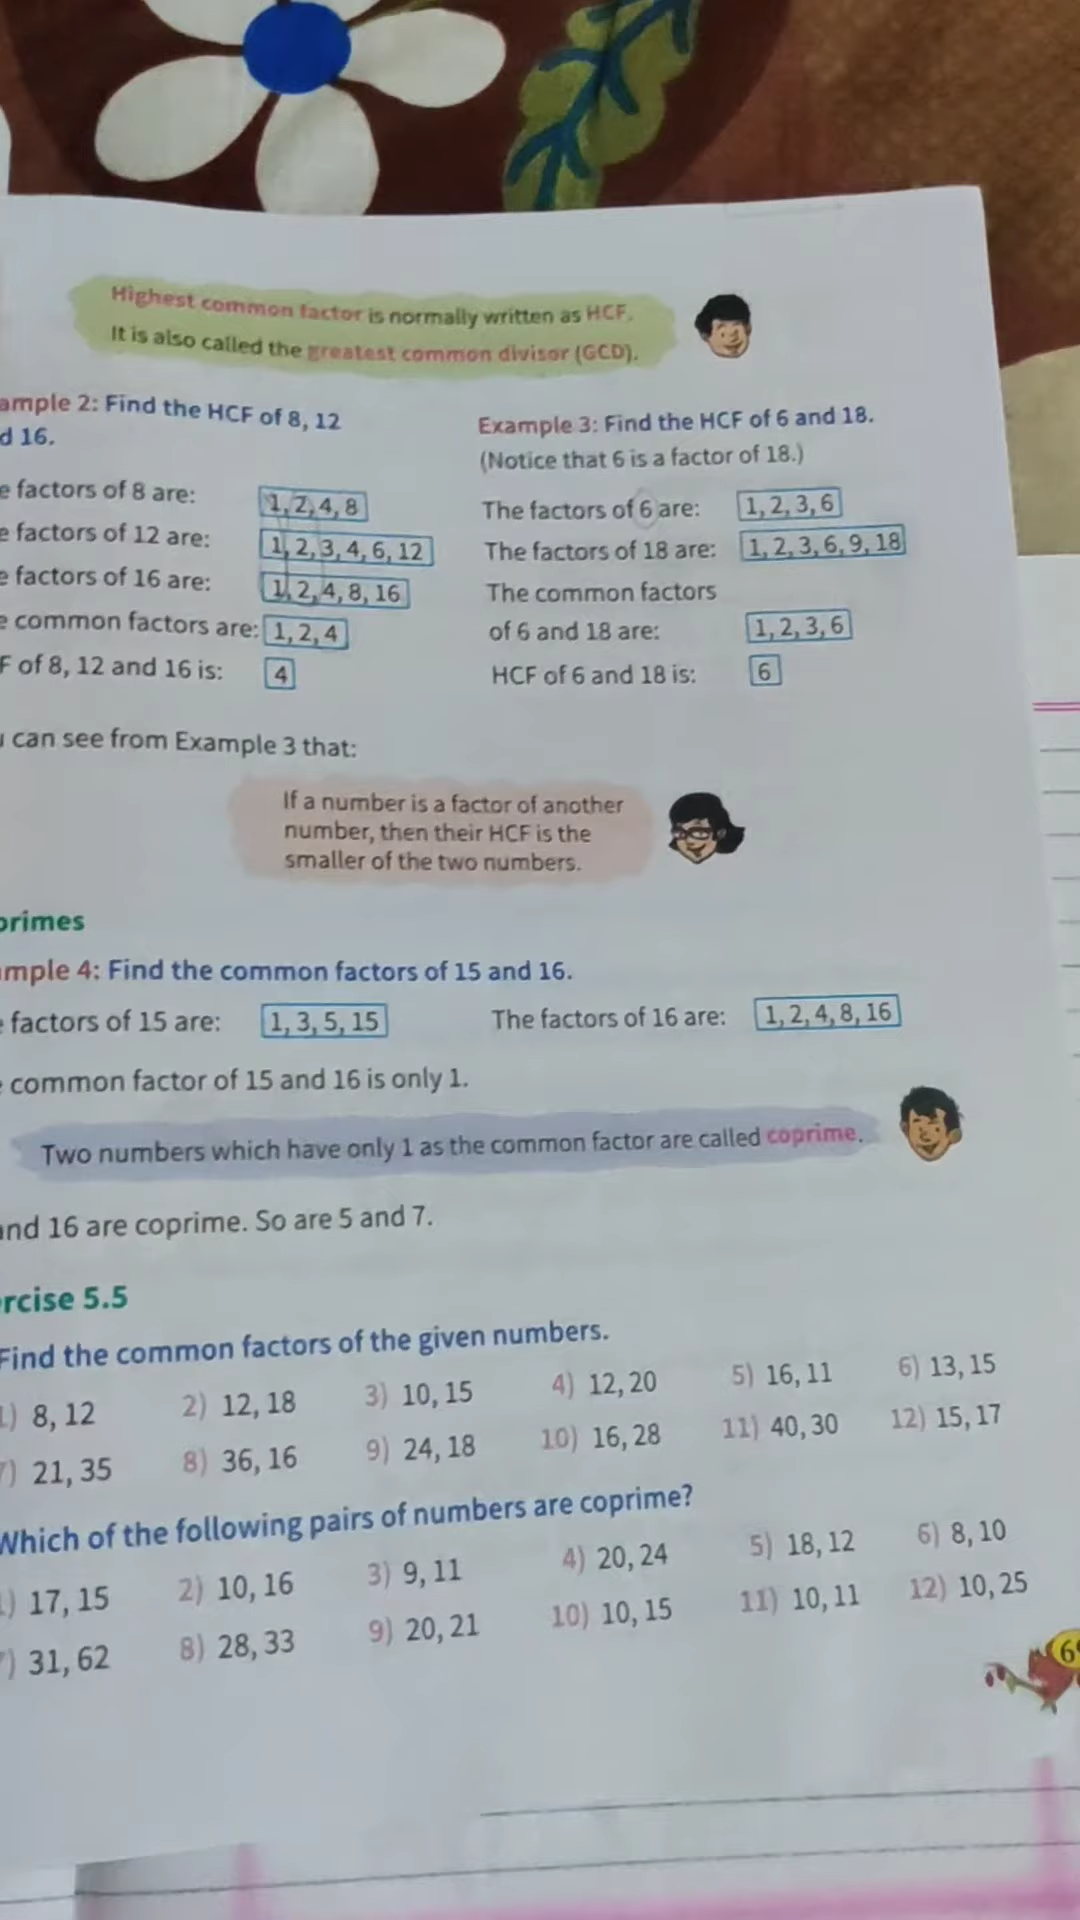 Highest common factor is normally written as HCF.
It is also called the greatest common divisor (GCD).
ample 2: Find the HCF of 8, 12
d 16.
e factors of 8 are: 1, 2, 4, 8
e factors of 12 are: 1, 2, 3, 4, 6, 12
e factors of 16 are: 1, 2, 4, 8, 16
e common factors are: 1, 2, 4
F of 8, 12 and 16 is: 4
Example 3: Find the HCF of 6 and 18.
(Notice that 6 is a factor of 18.)
The factors of 6 are: 1, 2, 3, 6
The factors of 18 are: 1, 2, 3, 6, 9, 18
The common factors
of 6 and 18 are: 1, 2, 3, 6
HCF of 6 and 18 is: 6
u can see from Example 3 that:
If a number is a factor of another
number, then their HCF is the
smaller of the two numbers.
primes
mple 4: Find the common factors of 15 and 16.
e factors of 15 are: 1, 3, 5, 15 The factors of 16 are: 1, 2, 4, 8, 16
e common factor of 15 and 16 is only 1.
Two numbers which have only 1 as the common factor are called coprime.
and 16 are coprime. So are 5 and 7.
rcise 5.5
Find the common factors of the given numbers.
1) 8, 12 2) 12, 18 3) 10, 15 4) 12, 20 5) 16, 11 6) 13, 15
7) 21, 35 8) 36, 16 9) 24, 18 10) 16, 28 11) 40, 30 12) 15, 17
Which of the following pairs of numbers are coprime?
1) 17, 15 2) 10, 16 3) 9, 11 4) 20, 24 5) 18, 12 6) 8, 10
7) 31, 62 8) 28, 33 9) 20, 21 10) 10, 15 11) 10, 11 12) 10, 25